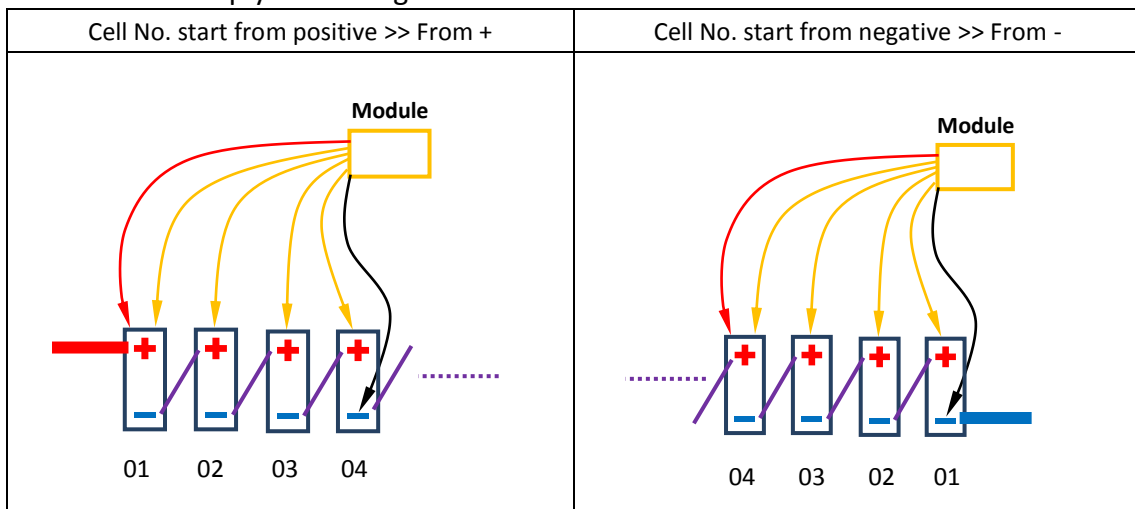 Cell No. start from positive >> From +
Cell No. start from negative >> From -
Module
01 02 03 04
Module
04 03 02 01